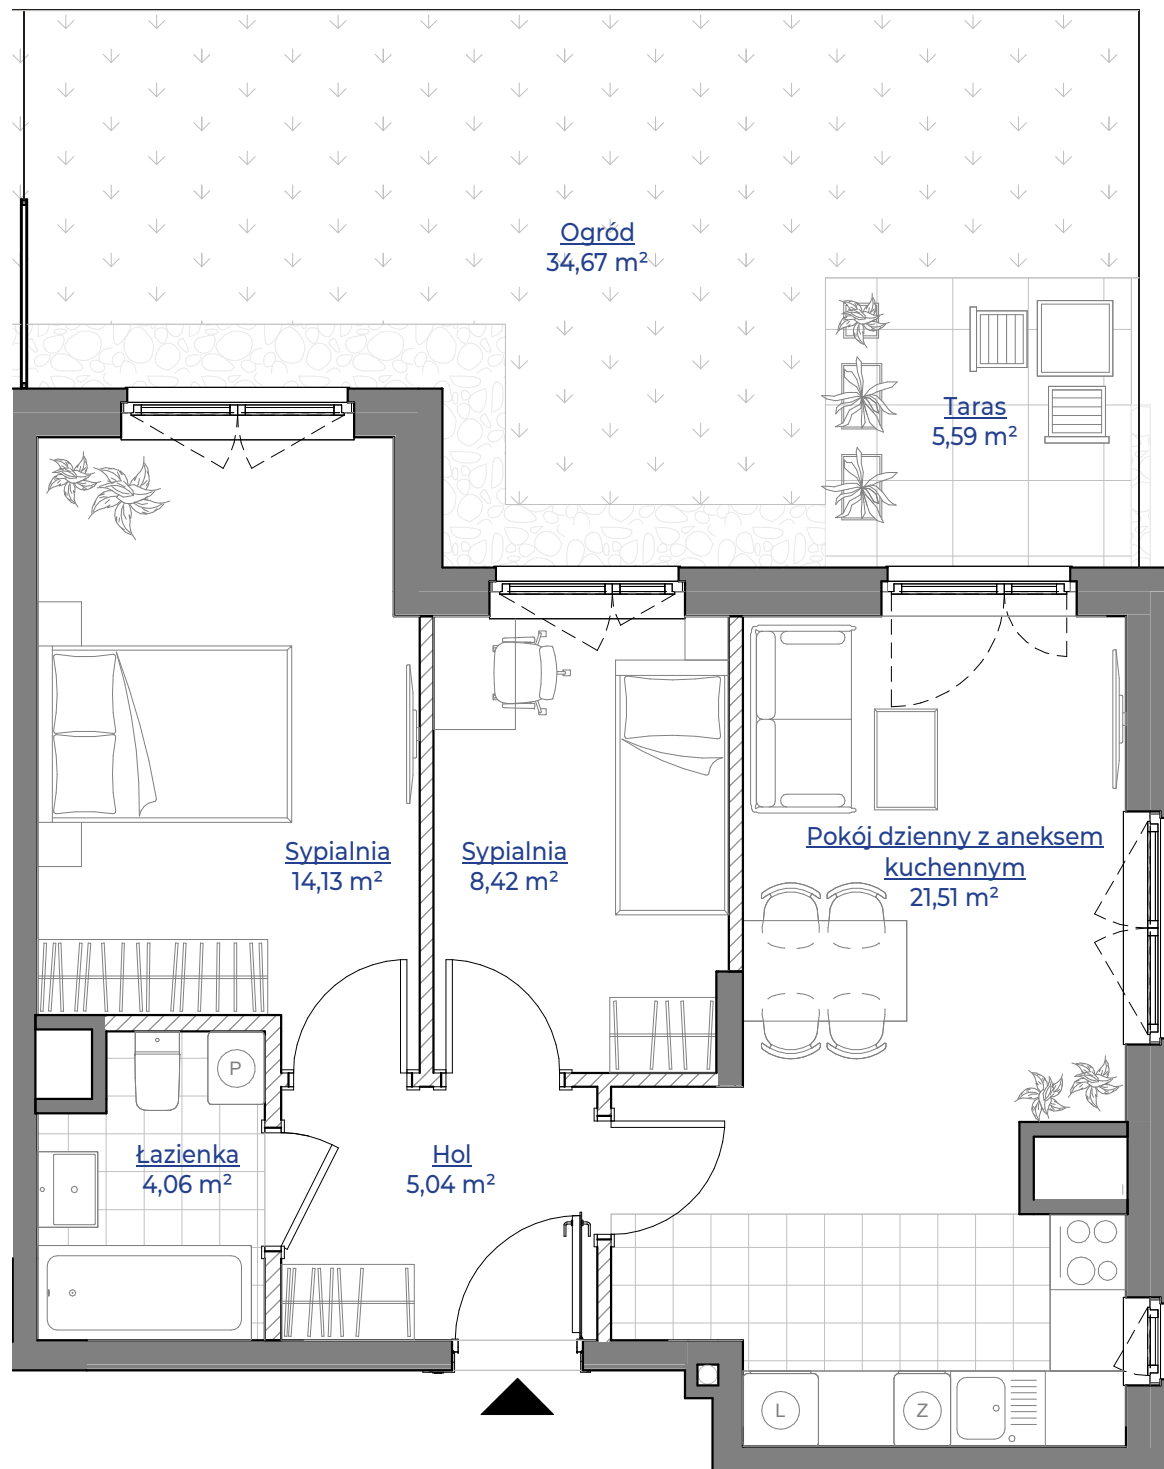 Ogród
34,67 m²
Taras
5,59 m²
Sypialnia
14,13 m²
Sypialnia
8,42 m²
Pokój dzienny z aneksem
kuchennym
21,51 m²
P
Łazienka
4,06 m²
Hol
5,04 m²
L
Z